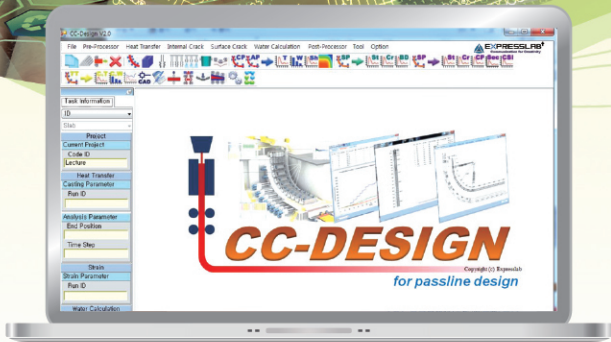 CC-Design V2.0
File Pre-Processor Heat Transfer Internal Crack Surface Crack Water Calculation Post-Processor Tool Option
EXPRESSLAB
Task Information
ID
Slab
Project
Current Project
Code ID
Lecture
Heat Transfer
Casting Parameter
Run ID
Analysis Parameter
End Position
Time Step
Strain
Strain Parameter
Run ID
Water Calculation
CC-DESIGN
Copyright (c) Expresslab
for passline design